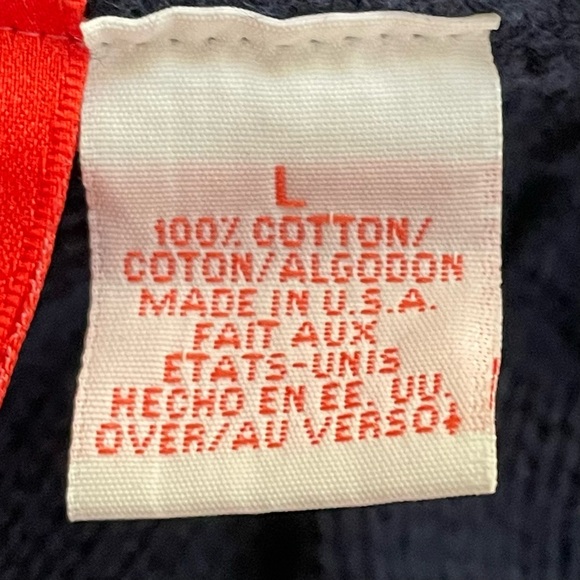 L
100% COTTON/
COTON/ALGODON
MADE IN U.S.A.
FAIT AUX
ETATS-UNIS
HECHO EN EE. UU.
OVER/AU VERSO